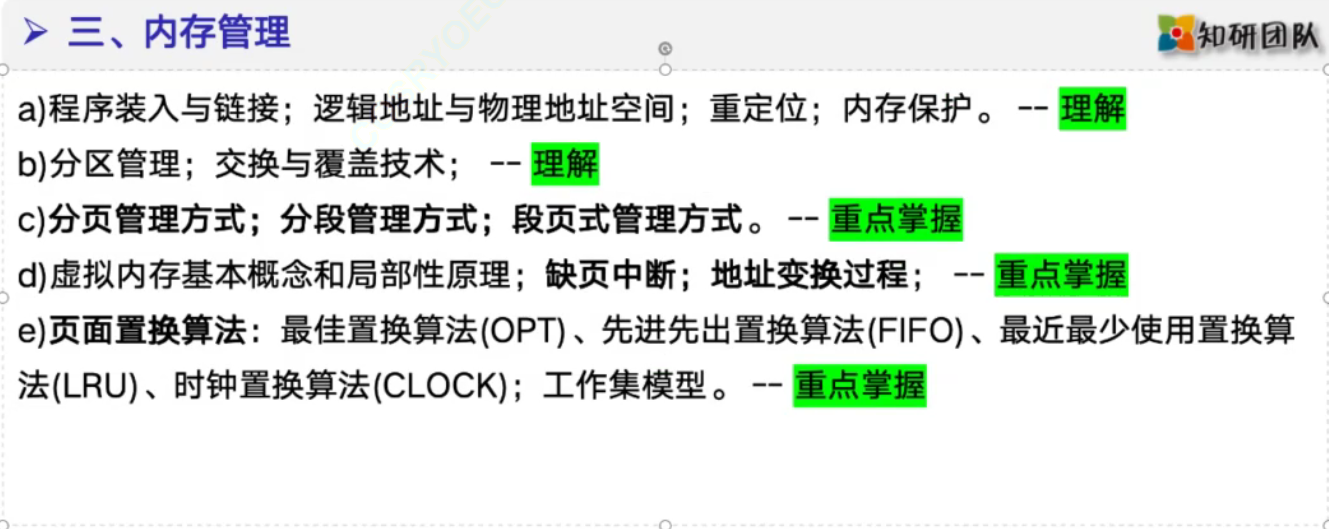 三、内存管理
知研团队
a)程序装入与链接；逻辑地址与物理地址空间；重定位；内存保护。 -- 理解
b)分区管理；交换与覆盖技术； -- 理解
c)分页管理方式；分段管理方式；段页式管理方式。 -- 重点掌握
d)虚拟内存基本概念和局部性原理；缺页中断；地址变换过程； -- 重点掌握
e)页面置换算法：最佳置换算法(OPT)、先进先出置换算法(FIFO)、最近最少使用置换算
法(LRU)、时钟置换算法(CLOCK)；工作集模型。 -- 重点掌握